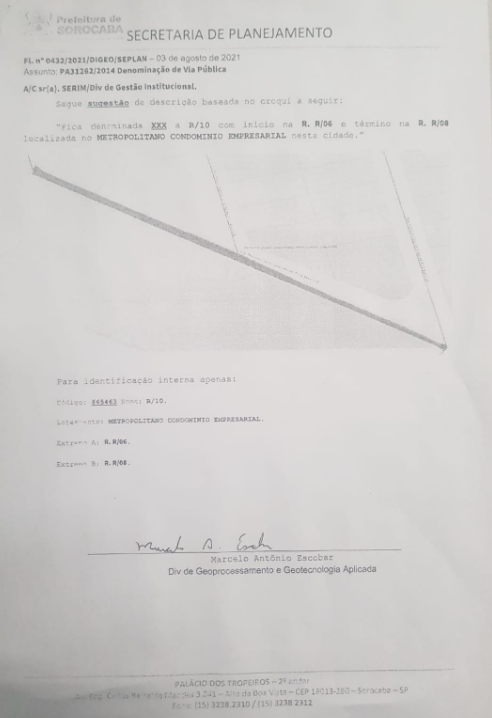 Prefeitura de
SOROCABA
SECRETARIA DE PLANEJAMENTO
FI. nº 0432/2021/DIGEO/SEPLAN – 03 de agosto de 2021
Assunto: PA31262/2014 Denominação de Via Pública
A/C sr(a). SERIM/Div de Gestão Institucional.
Segue sugestão de descrição baseada no croqui a seguir:
"Fica denominada XXX a R/10 com início na R. R/06 e término na R. R/08
localizada no METROPOLITANO CONDOMINIO EMPRESARIAL nesta cidade."
Para identificação interna apenas:
Código: R/10.
Loteamento: METROPOLITANO CONDOMINIO EMPRESARIAL.
Extremo A: R.R/06.
Extremo B: R.R/08.
Marcelo Antônio Escobar
Div de Geoprocessamento e Geotecnologia Aplicada
PALÁCIO DOS TROPEIROS – 2º andar
3.041 – Alto da Boa Vista – CEP 18013-280 – Sorocaba – SP
Fone: (15) 3238.2310 / (15) 3238 2312